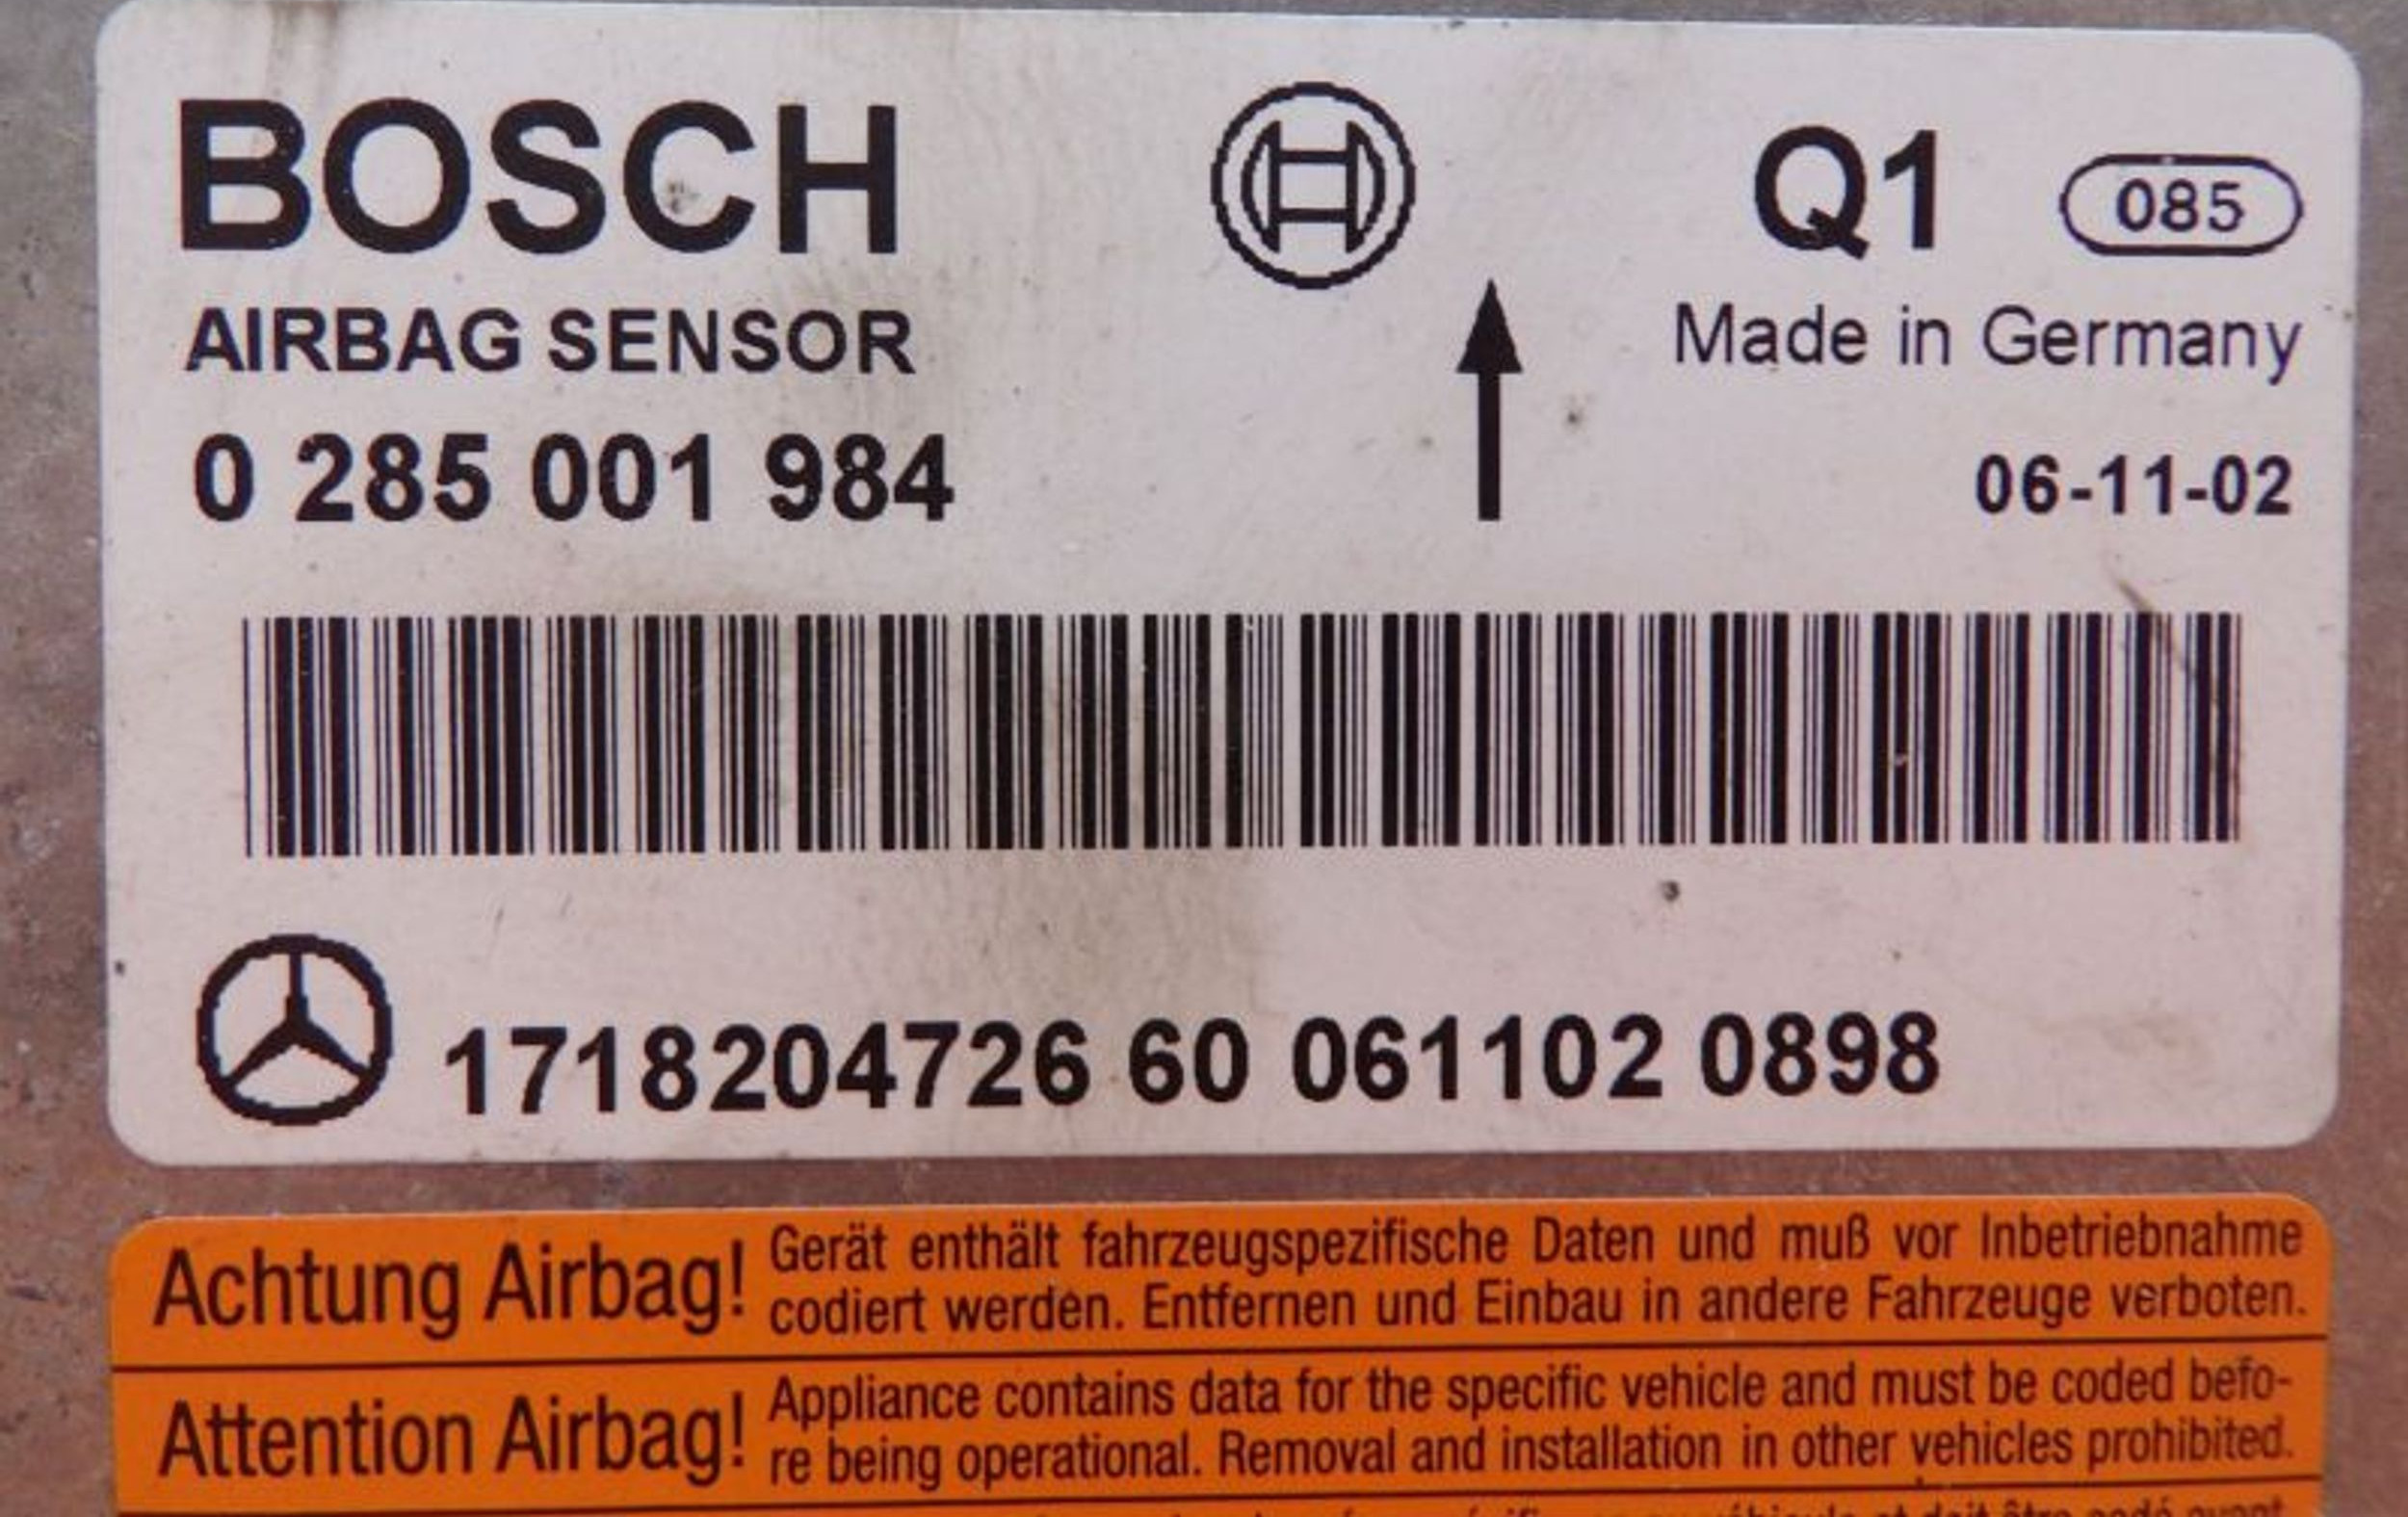 BOSCH
Q1 085
AIRBAG SENSOR
Made in Germany
0 285 001 984
06-11-02
1718204726 60 061102 0898
Achtung Airbag!
Gerät enthält fahrzeugspezifische Daten und muß vor Inbetriebnahme
codiert werden. Entfernen und Einbau in andere Fahrzeuge verboten.
Attention Airbag!
Appliance contains data for the specific vehicle and must be coded befo-
re being operational. Removal and installation in other vehicles prohibited.